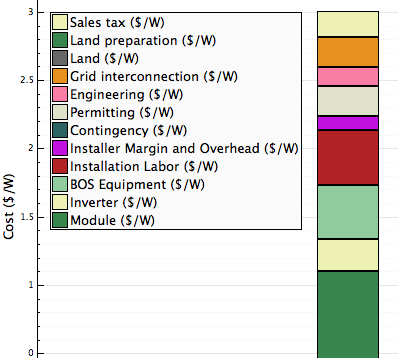 3
2.5
2
1.5
1
0.5
0
Cost ($/W)
Sales tax ($/W)
Land preparation ($/W)
Land ($/W)
Grid interconnection ($/W)
Engineering ($/W)
Permitting ($/W)
Contingency ($/W)
Installer Margin and Overhead ($/W)
Installation Labor ($/W)
BOS Equipment ($/W)
Inverter ($/W)
Module ($/W)